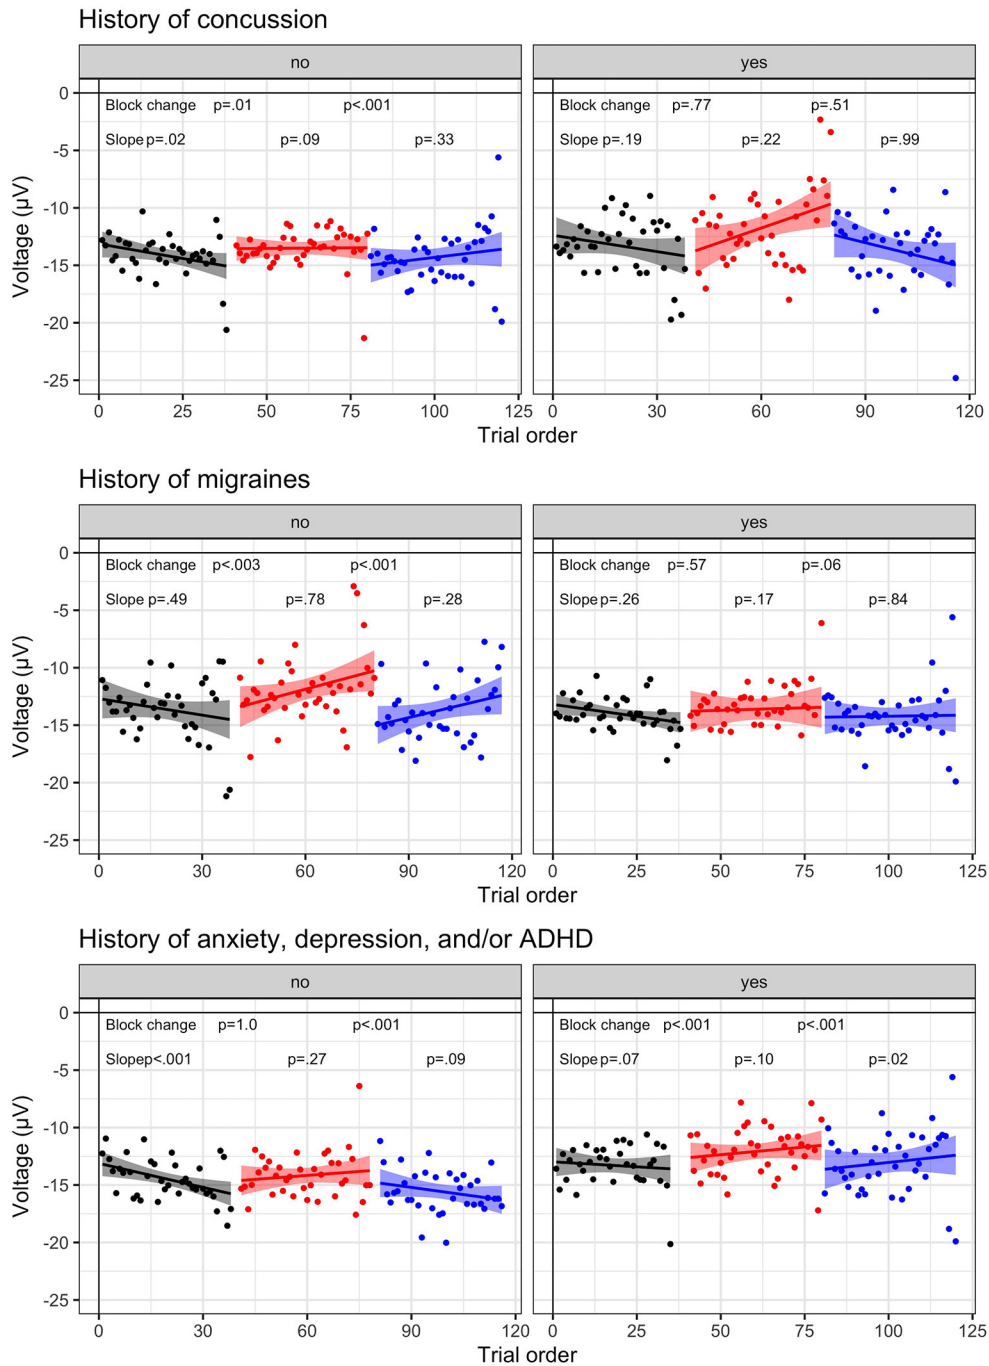 History of concussion
no yes
Block change p=.01 p<.001 Block change p=.77 p=.51
Slope p=.02 p=.09 p=.33 Slope p=.19 p=.22 p=.99
0
-5
-10
-15
-20
-25
Voltage (µV)
0 25 50 75 100 125 0 30 60 90 120
Trial order
History of migraines
no yes
Block change p<.003 p<.001 Block change p=.57 p=.06
Slope p=.49 p=.78 p=.28 Slope p=.26 p=.17 p=.84
0
-5
-10
-15
-20
-25
Voltage (µV)
0 30 60 90 120 0 25 50 75 100 125
Trial order
History of anxiety, depression, and/or ADHD
no yes
Block change p=1.0 p<.001 Block change p<.001 p<.001
Slope p<.001 p=.27 p=.09 Slope p=.07 p=.10 p=.02
0
-5
-10
-15
-20
-25
Voltage (µV)
0 30 60 90 120 0 25 50 75 100 125
Trial order